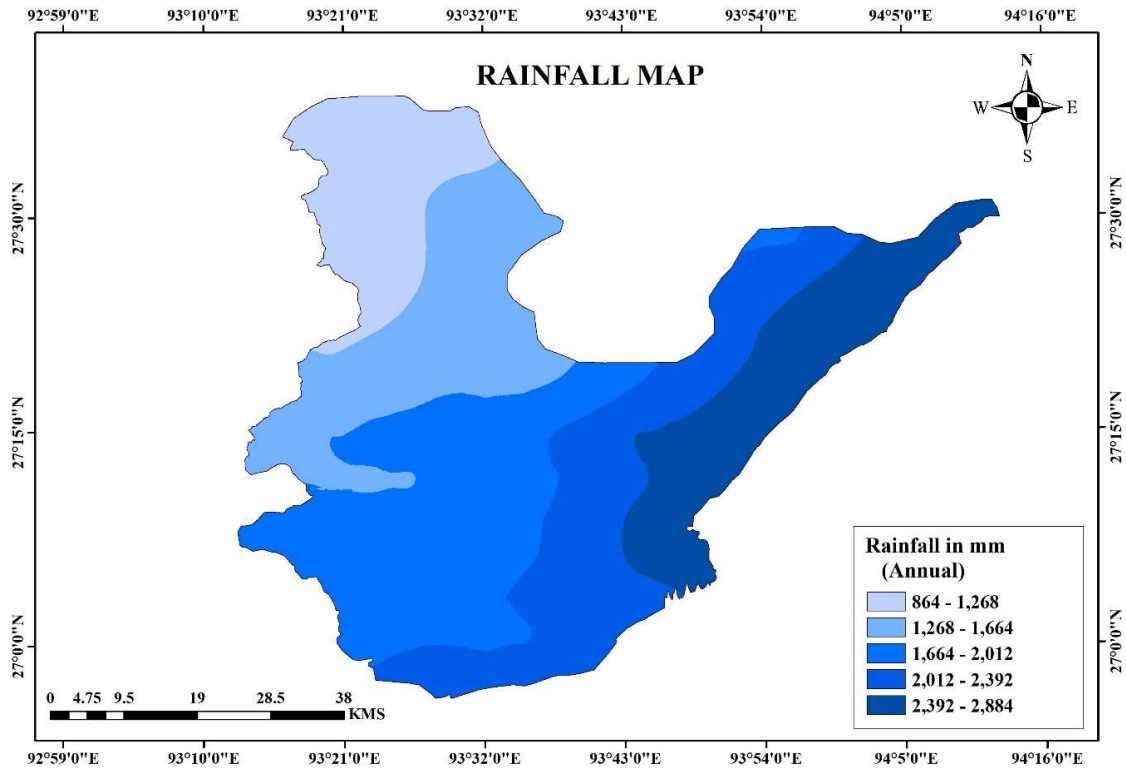 92°59'0"E 93°10'0"E 93°21'0"E 93°32'0"E 93°43'0"E 93°54'0"E 94°5'0"E 94°16'0"E
RAINFALL MAP
N
W E
S
27°30'0"N 27°30'0"N
27°15'0"N 27°15'0"N
27°0'0"N 27°0'0"N
Rainfall in mm
(Annual)
864 - 1,268
1,268 - 1,664
1,664 - 2,012
2,012 - 2,392
2,392 - 2,884
0 4.75 9.5 19 28.5 38
KMS
92°59'0"E 93°10'0"E 93°21'0"E 93°32'0"E 93°43'0"E 93°54'0"E 94°5'0"E 94°16'0"E